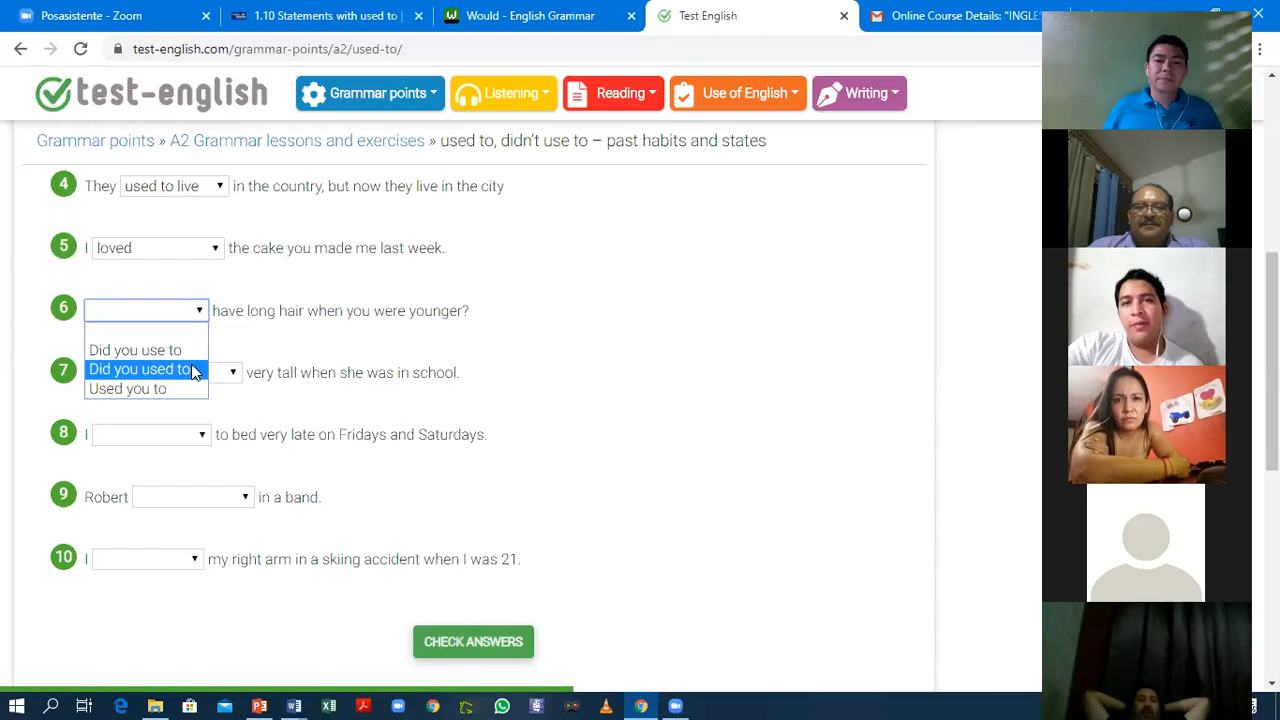 Posasistente - Zoom
1.10 Statements with used to
Would - English Grammar
Test English
Online Course Details: "INGLES
test-english.com/grammar-points/a2/used-to/
test-english
Grammar points
Listening
Reading
Use of English
Writing
Grammar points » A2 Grammar lessons and exercises » used to, didn't use to – past habits and states
4 They used to live in the country, but now they live in the city
5 I loved the cake you made me last week.
6 have long hair when you were younger?
Did you use to
Did you used to
Used you to
7 very tall when she was in school.
8 I to bed very late on Fridays and Saturdays.
9 Robert in a band.
10 I my right arm in a skiing accident when I was 21.
CHECK ANSWERS